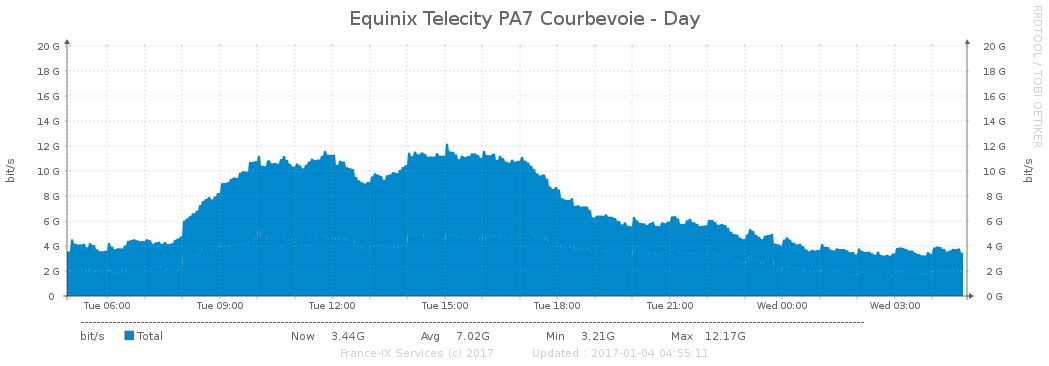 Equinix Telecity PA7 Courbevoie - Day
RRDTOOL / TOBI OETIKER
bit/s
20 G
18 G
16 G
14 G
12 G
10 G
8 G
6 G
4 G
2 G
0
20 G
18 G
16 G
14 G
12 G
10 G
8 G
6 G
4 G
2 G
0 G
bit/s
Tue 06:00 Tue 09:00 Tue 12:00 Tue 15:00 Tue 18:00 Tue 21:00 Wed 00:00 Wed 03:00
bit/s Total Now 3.44G Avg 7.02G Min 3.21G Max 12.17G
France-IX Services (c) 2017 Updated : 2017-01-04 04:55:11